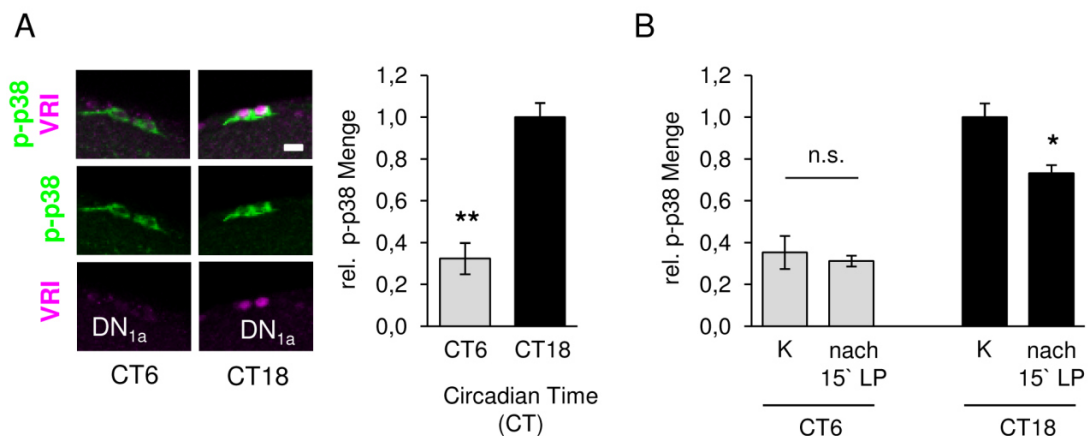 A
p-p38
VRI
p-p38
VRI
DN1a
DN1a
CT6
CT18
rel. p-p38 Menge
1,2
1,0
0,8
0,6
0,4
0,2
0,0
**
CT6
CT18
Circadian Time
(CT)
B
rel. p-p38 Menge
1,2
1,0
0,8
0,6
0,4
0,2
0,0
n.s.
*
K
nach
15` LP
K
nach
15` LP
CT6
CT18